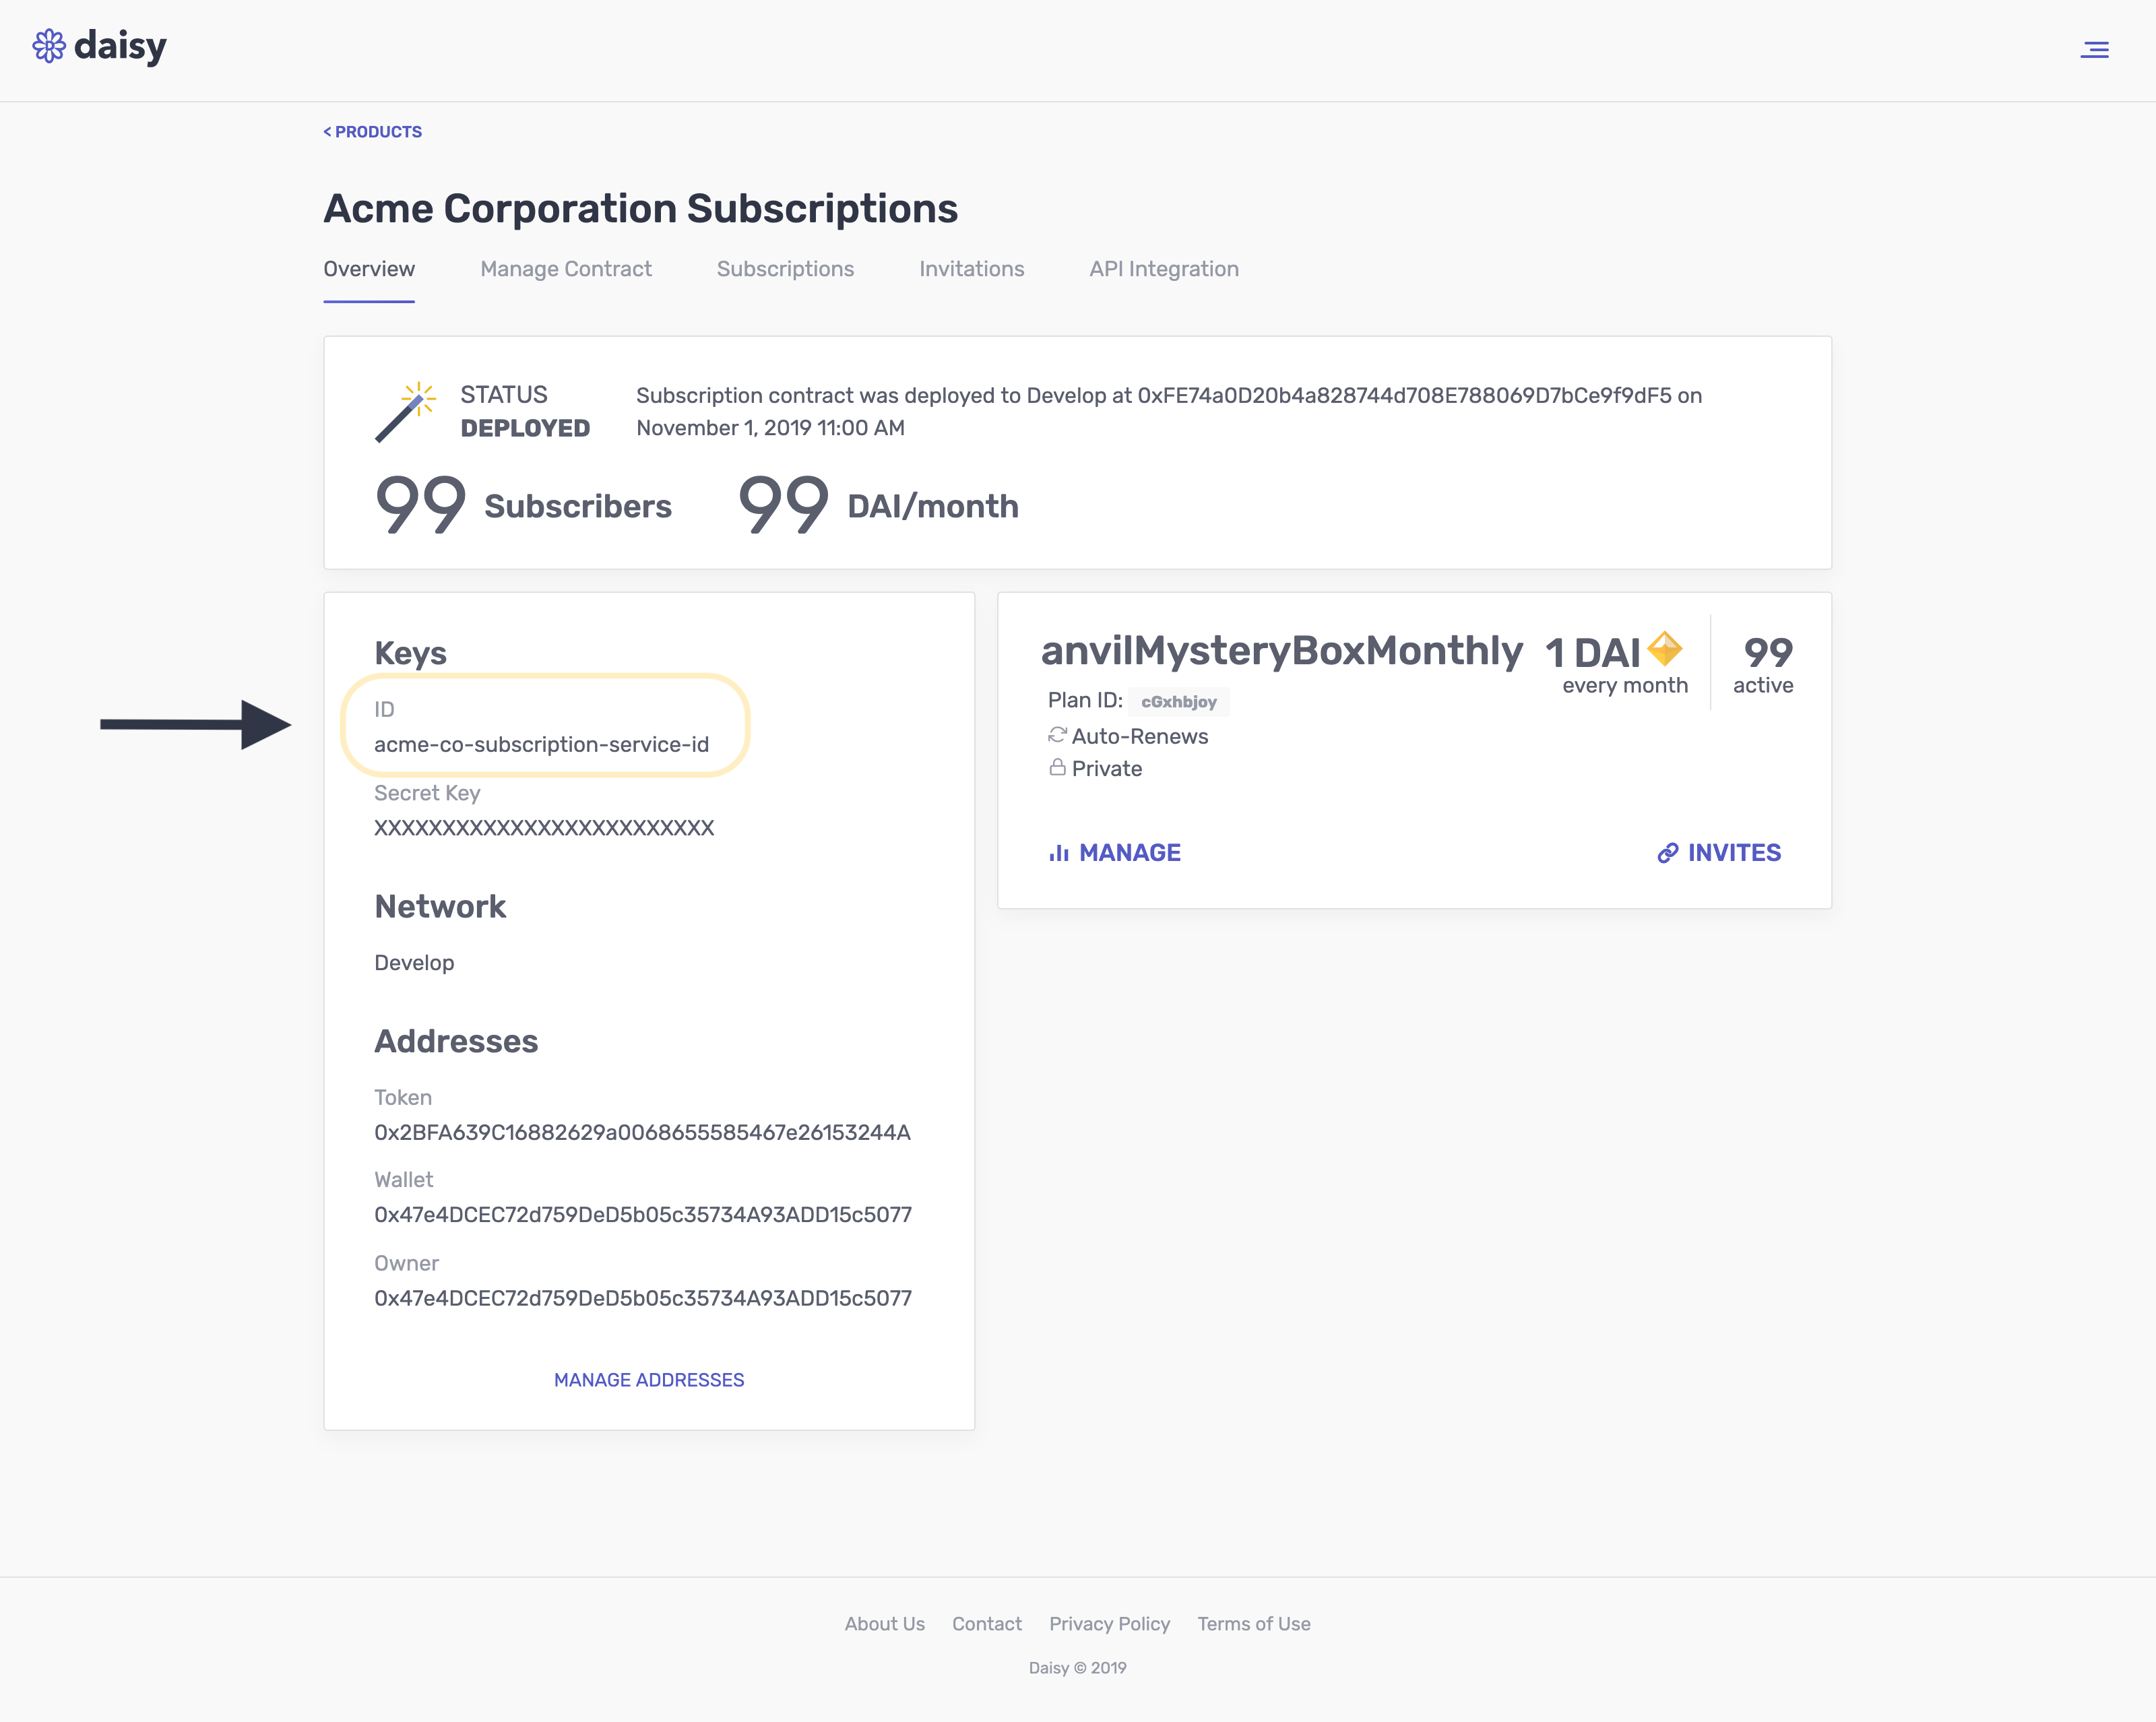 daisy
< PRODUCTS
Acme Corporation Subscriptions
Overview Manage Contract Subscriptions Invitations API Integration
STATUS
DEPLOYED
Subscription contract was deployed to Develop at 0xFE74a0D20b4a828744d708E788069D7bCe9f9dF5 on
November 1, 2019 11:00 AM
99 Subscribers 99 DAI/month
Keys
ID
acme-co-subscription-service-id
Secret Key
XXXXXXXXXXXXXXXXXXXXXXXXX
Network
Develop
Addresses
Token
0x2BFA639C16882629a0068655585467e26153244A
Wallet
0x47e4DCEC72d759DeD5b05c35734A93ADD15c5077
Owner
0x47e4DCEC72d759DeD5b05c35734A93ADD15c5077
MANAGE ADDRESSES
anvilMysteryBoxMonthly
1 DAI
every month
99
active
Plan ID: cGxhbjoy
Auto-Renews
Private
MANAGE
INVITES
About Us Contact Privacy Policy Terms of Use
Daisy © 2019